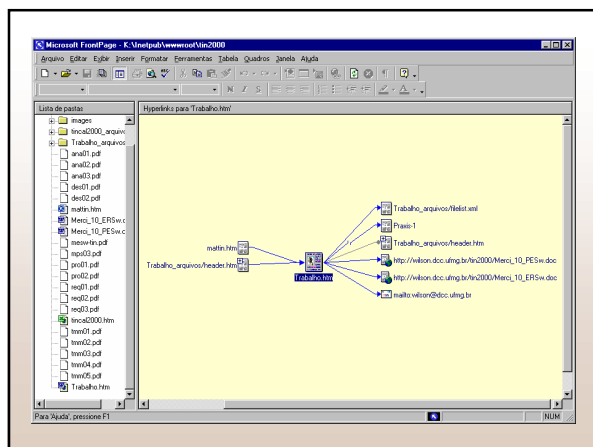 Microsoft FrontPage - K:\Inetpub\wwwroot\tin2000
Arquivo Editar Exibir Inserir Formatar Ferramentas Tabela Quadros Janela Ajuda
N I S
Lista de pastas
Hyperlinks para 'Trabalho.htm'
images
tincal2000_arquivo
Trabalho_arquivos
ana01.pdf
ana02.pdf
ana03.pdf
des01.pdf
des02.pdf
mattin.htm
Merci_10_ERSw.d
Merci_10_PESw.d
mesw-tin.pdf
mps03.pdf
pro01.pdf
pro02.pdf
req01.pdf
req02.pdf
req03.pdf
tincal2000.htm
tmm01.pdf
tmm02.pdf
tmm03.pdf
tmm04.pdf
tmm05.pdf
Trabalho.htm
mattin.htm
Trabalho_arquivos/header.htm
Trabalho.htm
Trabalho_arquivos/filelist.xml
Praxis-1
Trabalho_arquivos/header.htm
http://wilson.dcc.ufmg.br/tin2000/Merci_10_PESw.doc
http://wilson.dcc.ufmg.br/tin2000/Merci_10_ERSw.doc
mailto:wilson@dcc.ufmg.br
Para 'Ajuda', pressione F1
NUM